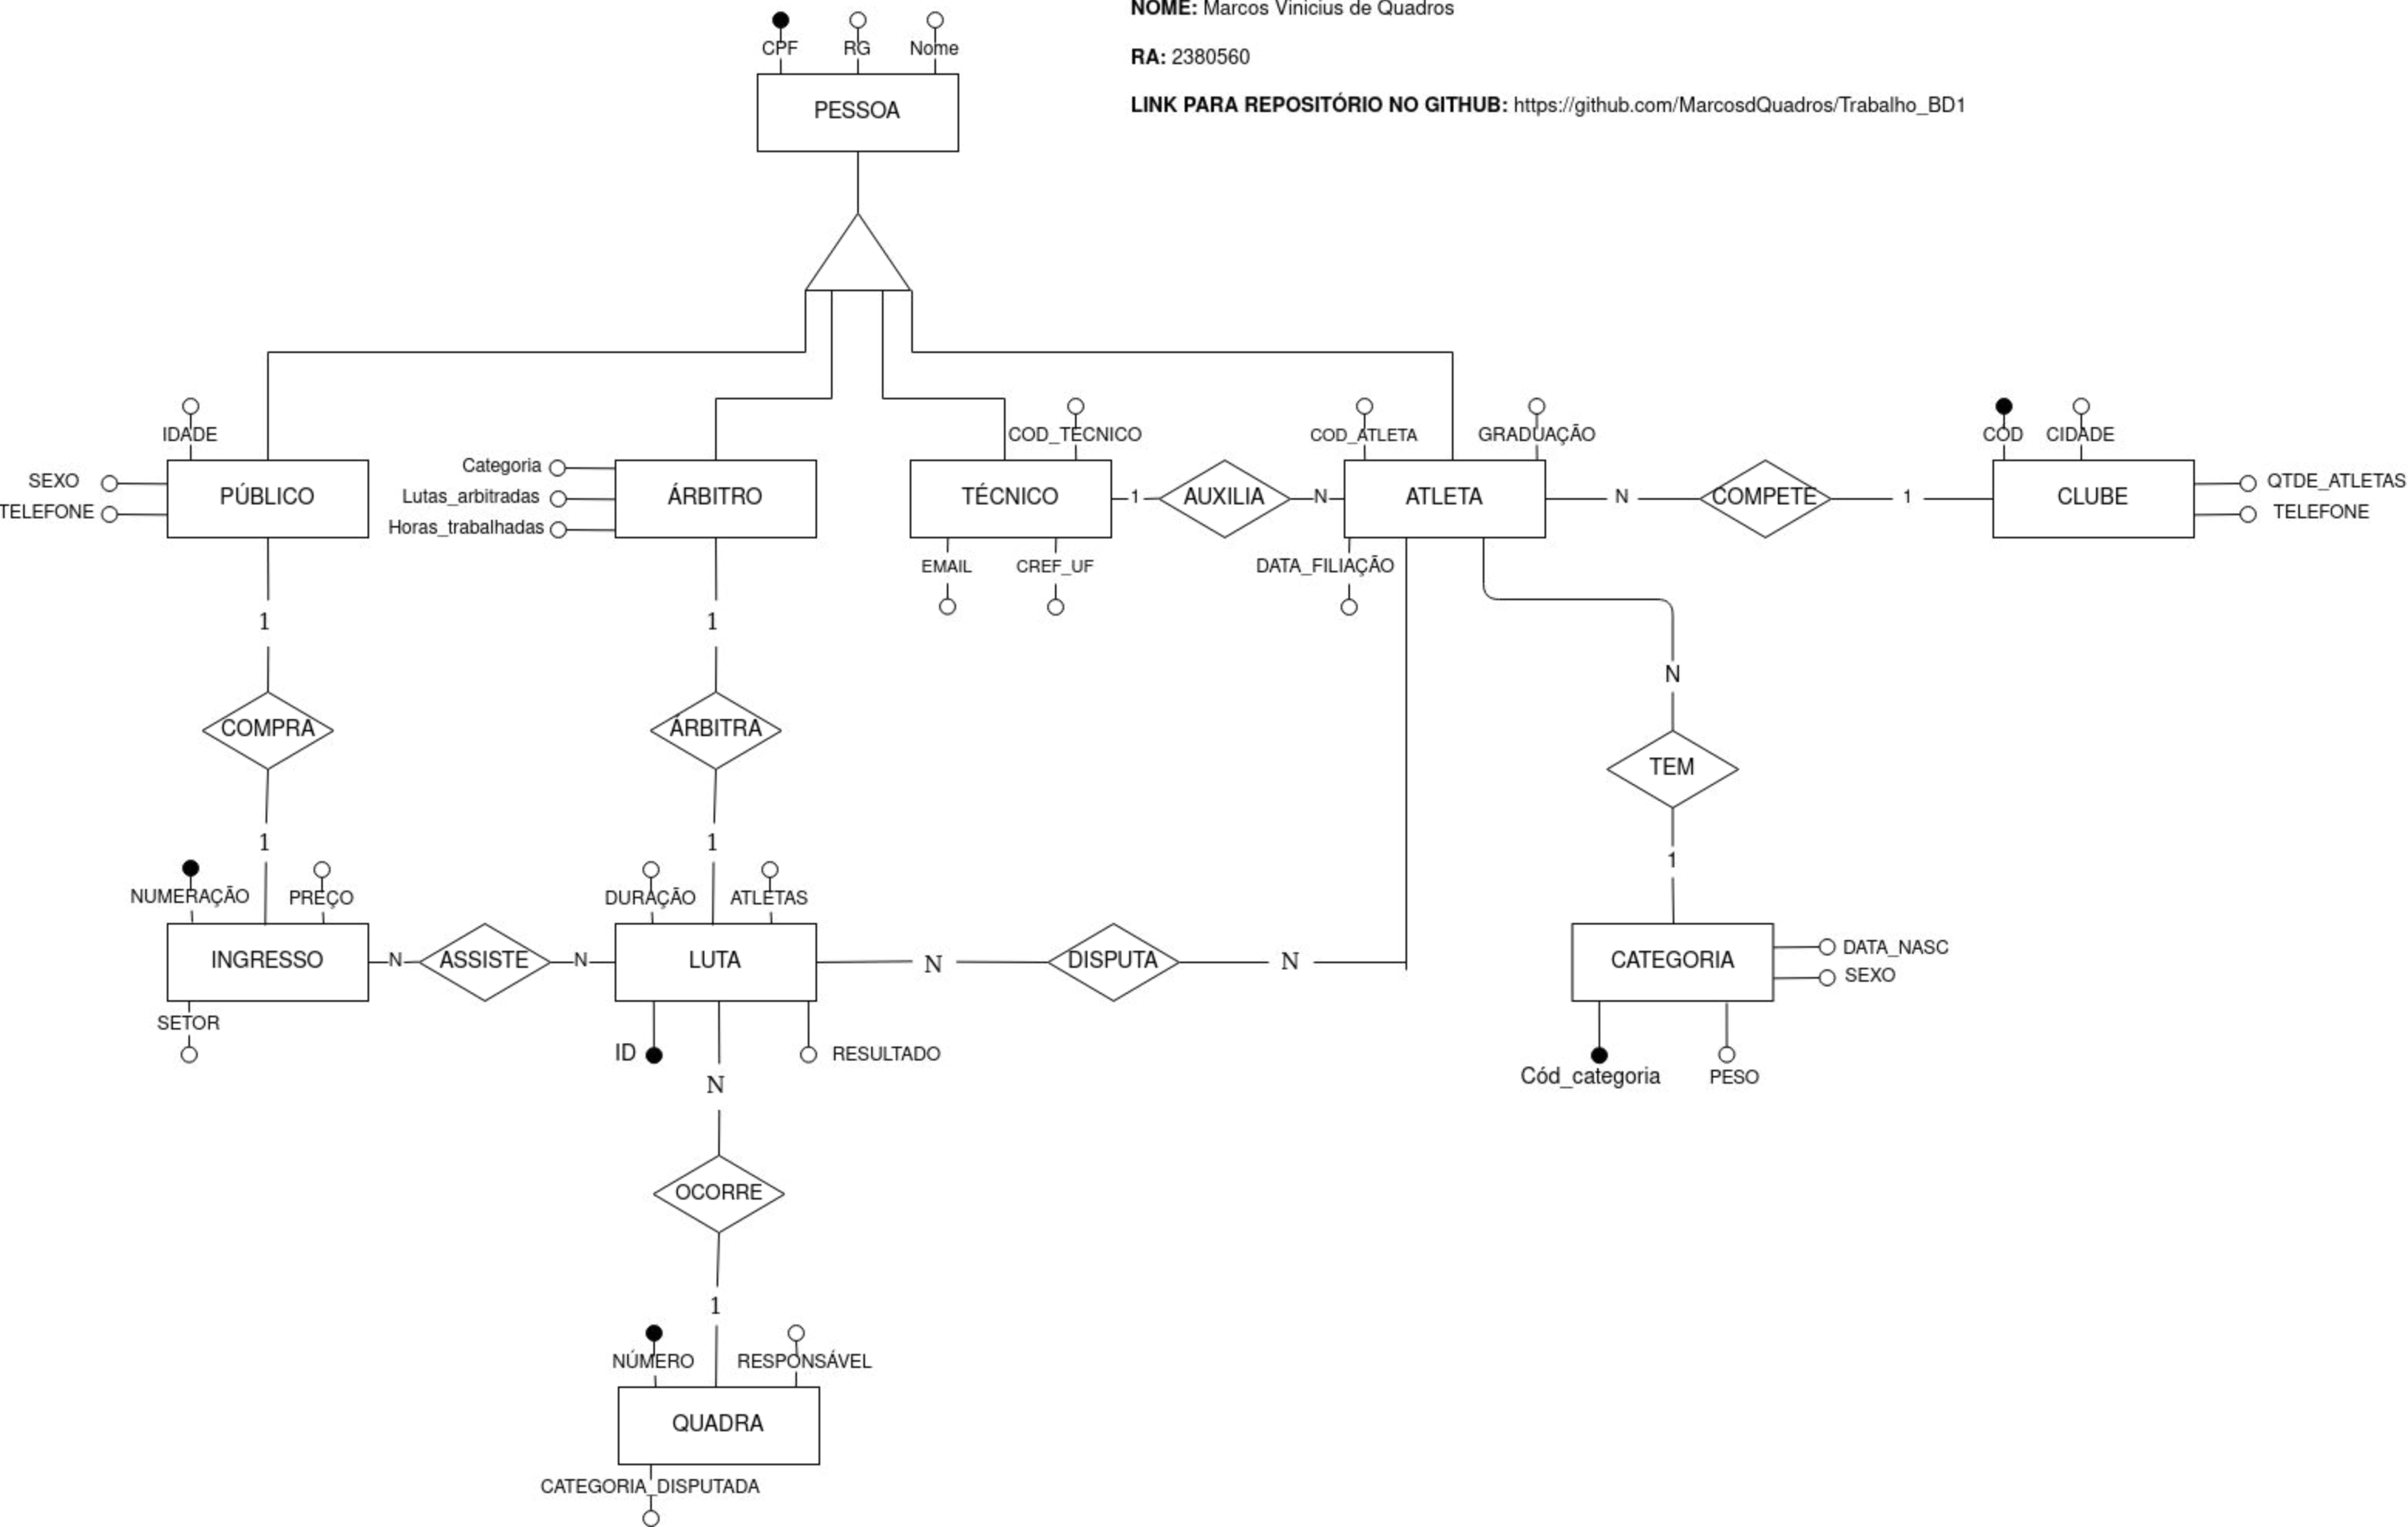 NOME: Marcos Vinicius de Quadros
CPF RG Nome
RA: 2380560
PESSOA
LINK PARA REPOSITÓRIO NO GITHUB: https://github.com/MarcosdQuadros/Trabalho_BD1
IDADE COD_TECNICO COD_ATLETA GRADUAÇÃO COD CIDADE
SEXO Categoria QTDE_ATLETAS
PÚBLICO Lutas_arbitradas ÁRBITRO TÉCNICO 1 AUXILIA N ATLETA N COMPETE 1 CLUBE
TELEFONE Horas_trabalhadas TELEFONE
EMAIL CREF_UF DATA_FILIAÇÃO
1 1
N
COMPRA ÁRBITRA
TEM
1 1
1
NUMERAÇÃO PREÇO DURAÇÃO ATLETAS
DATA_NASC
INGRESSO N ASSISTE N LUTA N DISPUTA N CATEGORIA
SEXO
SETOR
ID RESULTADO
Cód_categoria PESO
N
OCORRE
1
NÚMERO RESPONSÁVEL
QUADRA
CATEGORIA_DISPUTADA